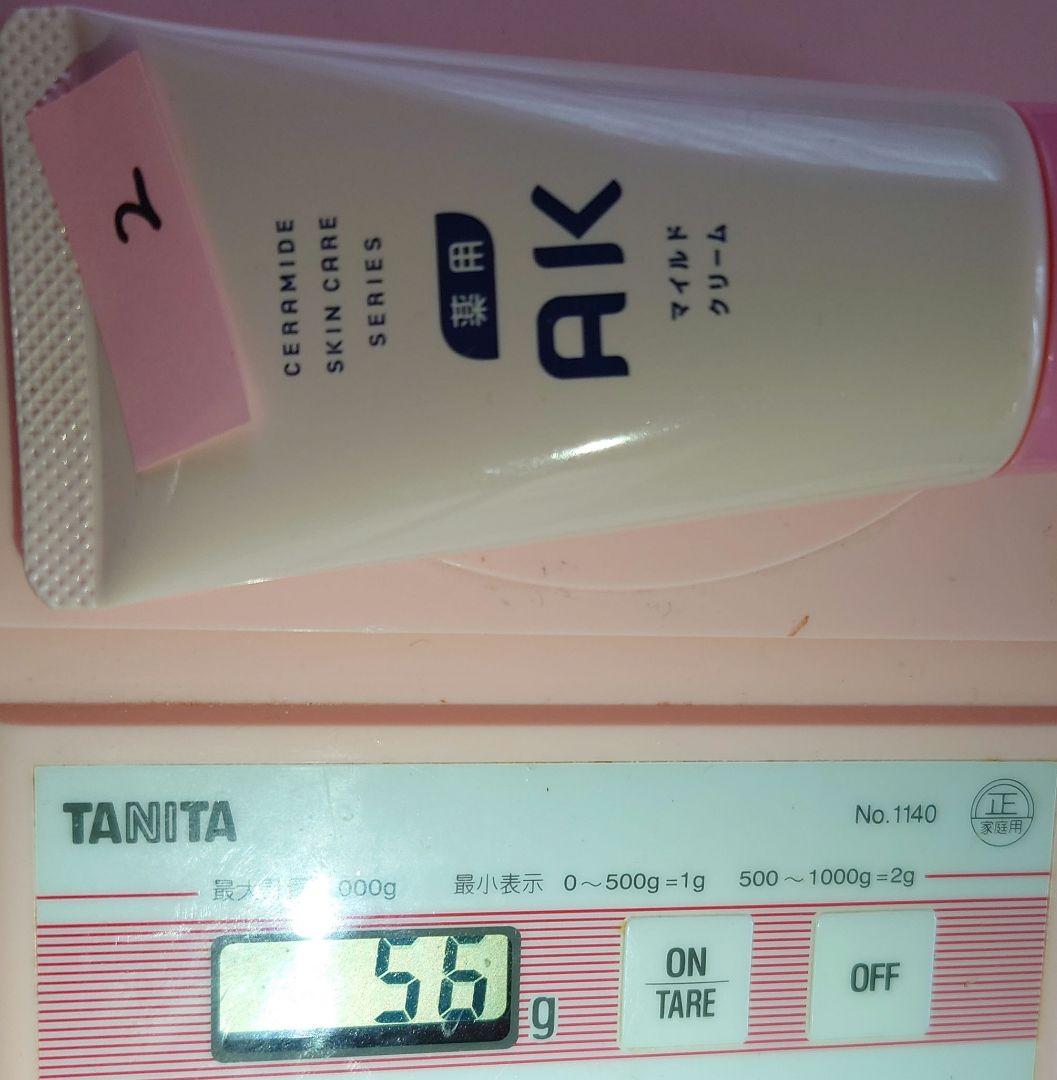 2
CERAMIDE
SKIN CARE
SERIES
薬用
AK
マイルド
クリーム
TANITA
No.1140
正
家庭用
000g
最小表示 0～500g=1g 500～1000g=2g
56 g
ON
TARE
OFF